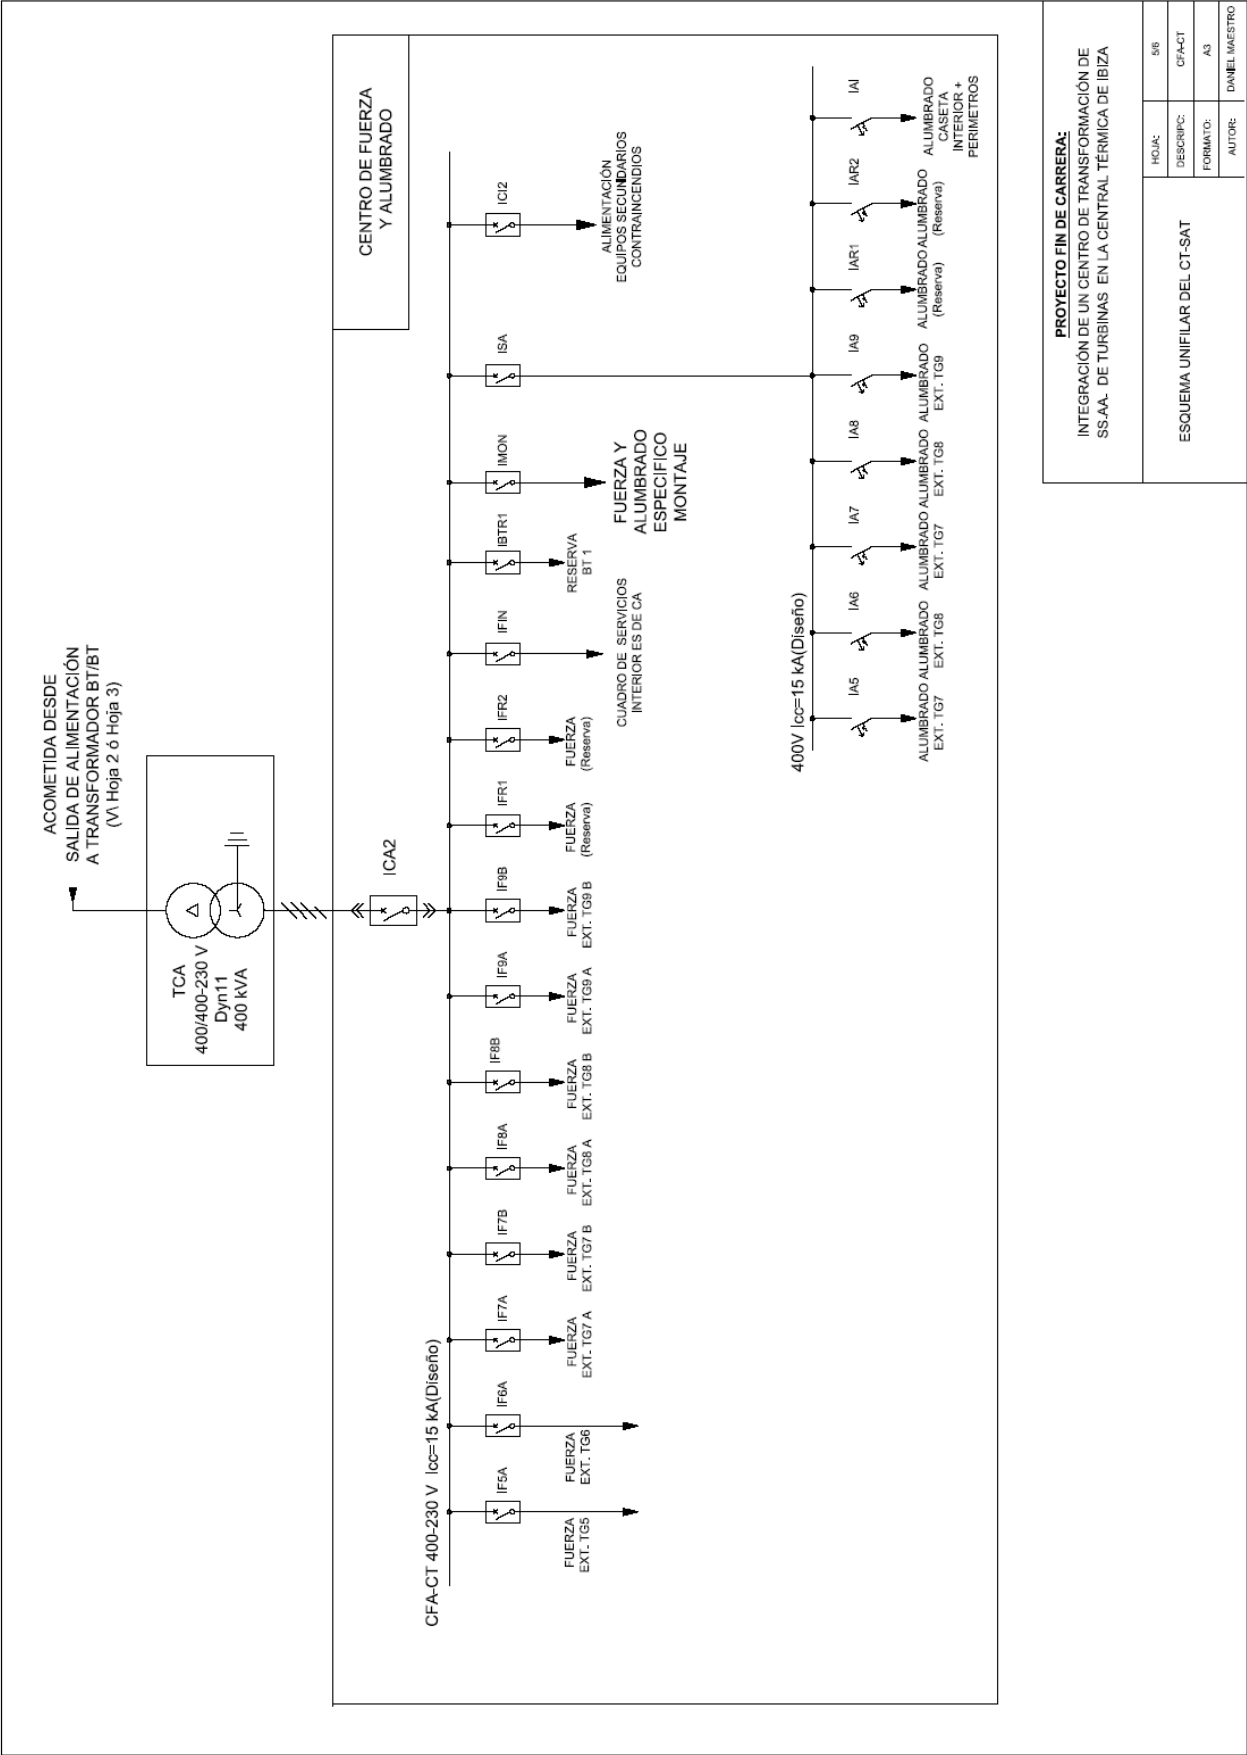 ACOMETIDA DESDE
SALIDA DE ALIMENTACIÓN
A TRANSFORMADOR BT/BT
(V\ Hoja 2 ó Hoja 3)
TCA
400/400-230 V
Dyn11
400 kVA
CENTRO DE FUERZA
Y ALUMBRADO
ICA2
CFA-CT 400-230 V Icc=15 kA(Diseño)
IF5A
FUERZA
EXT. TG5
IF6A
FUERZA
EXT. TG6
IF7A
FUERZA
EXT. TG7 A
IF7B
FUERZA
EXT. TG7 B
IF8A
FUERZA
EXT. TG8 A
IF8B
FUERZA
EXT. TG8 B
IF9A
FUERZA
EXT. TG9 A
IF9B
FUERZA
EXT. TG9 B
IFR1
FUERZA
(Reserva)
IFR2
FUERZA
(Reserva)
IFIN
CUADRO DE SERVICIOS
INTERIOR ES DE CA
IBTR1
RESERVA
BT 1
IMON
FUERZA Y
ALUMBRADO
ESPECIFICO
MONTAJE
ISA
ICI2
ALIMENTACIÓN
EQUIPOS SECUNDARIOS
CONTRAINCENDIOS
400V Icc=15 kA(Diseño)
IA5
ALUMBRADO
EXT. TG7
IA6
ALUMBRADO
EXT. TG8
IA7
ALUMBRADO
EXT. TG7
IA8
ALUMBRADO
EXT. TG8
IA9
ALUMBRADO
EXT. TG9
IAR1
ALUMBRADO
(Reserva)
IAR2
ALUMBRADO
(Reserva)
IAI
ALUMBRADO
CASETA
INTERIOR +
PERIMETROS
PROYECTO FIN DE CARRERA:
INTEGRACIÓN DE UN CENTRO DE TRANSFORMACIÓN DE
SS.AA. DE TURBINAS EN LA CENTRAL TÉRMICA DE IBIZA
ESQUEMA UNIFILAR DEL CT-SAT
HOJA: 5/6
DESCRIPC: CFA-CT
FORMATO: A3
AUTOR: DANIEL MAESTRO